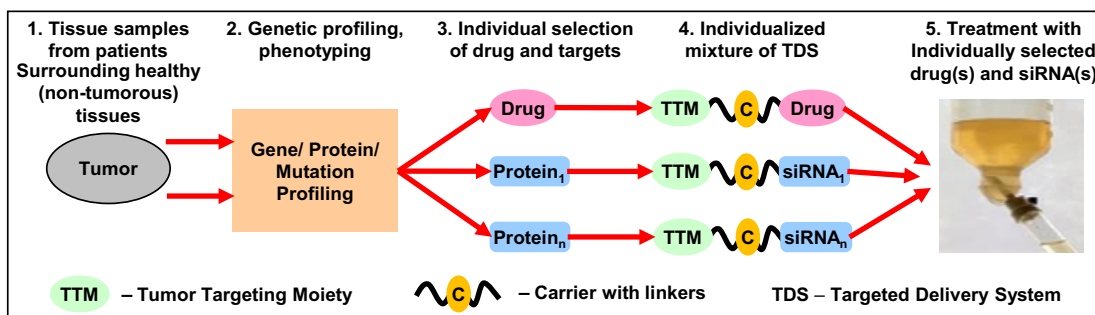 1. Tissue samples
from patients
Surrounding healthy
(non-tumorous)
tissues
Tumor
2. Genetic profiling,
phenotyping
Gene/ Protein/
Mutation
Profiling
3. Individual selection
of drug and targets
Drug
Protein₁
Proteinₙ
4. Individualized
mixture of TDS
TTM C Drug
TTM C siRNA₁
TTM C siRNAₙ
5. Treatment with
Individually selected
drug(s) and siRNA(s)
TTM – Tumor Targeting Moiety
C – Carrier with linkers
TDS – Targeted Delivery System